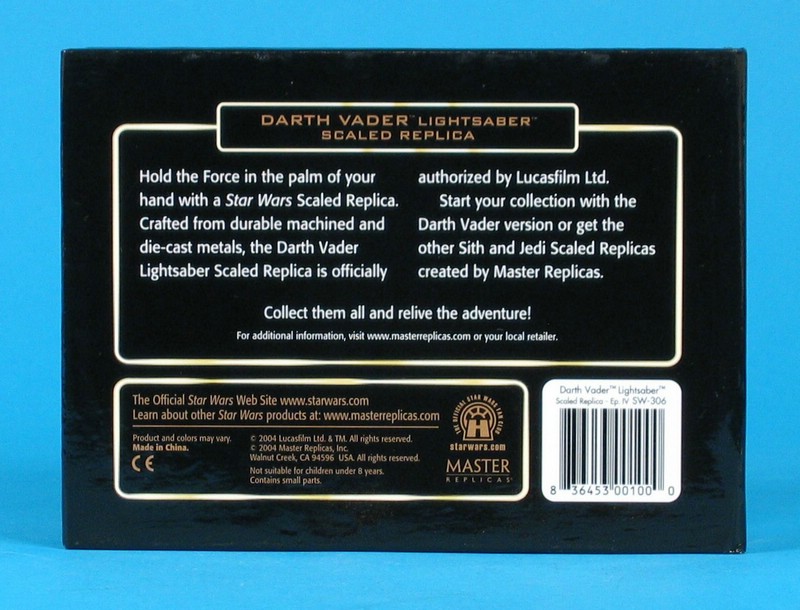 DARTH VADER™ LIGHTSABER™
SCALED REPLICA
Hold the Force in the palm of your
hand with a Star Wars Scaled Replica.
Crafted from durable machined and
die-cast metals, the Darth Vader
Lightsaber Scaled Replica is officially
authorized by Lucasfilm Ltd.
Start your collection with the
Darth Vader version or get the
other Sith and Jedi Scaled Replicas
created by Master Replicas.
Collect them all and relive the adventure!
For additional information, visit www.masterreplicas.com or your local retailer.
The Official Star Wars Web Site www.starwars.com
Learn about other Star Wars products at: www.masterreplicas.com
Product and colors may vary.
Made in China.
CE
© 2004 Lucasfilm Ltd. & TM. All rights reserved.
© 2004 Master Replicas, Inc.
Walnut Creek, CA 94596 USA. All rights reserved.
Not suitable for children under 8 years.
Contains small parts.
THE OFFICIAL STAR WARS FAN CLUB
starwars.com
MASTER
REPLICAS
Darth Vader™ Lightsaber™
Scaled Replica - Ep. IV SW-306
8 36453 00100 0